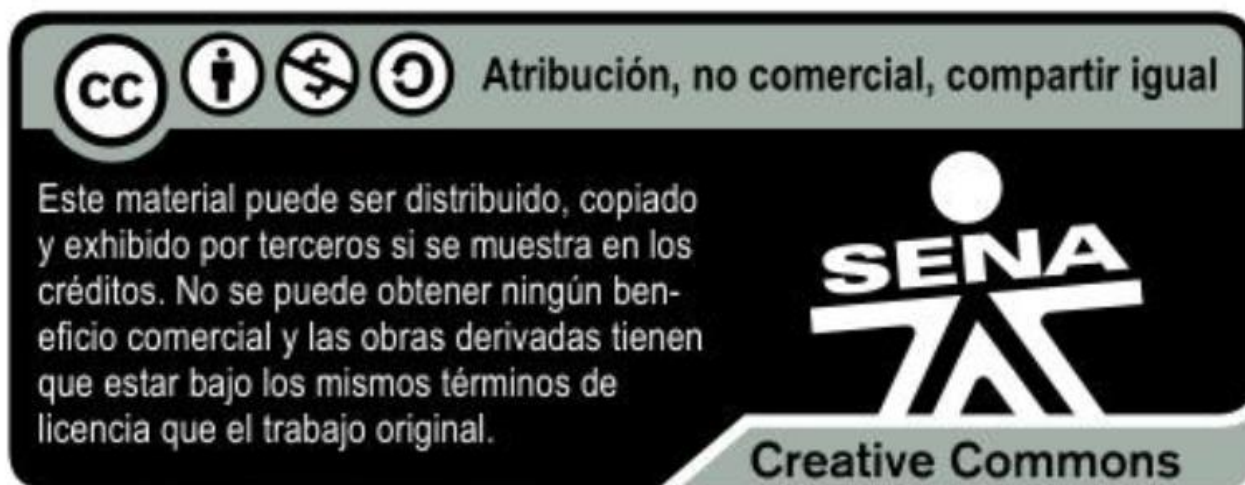 cc Atribución, no comercial, compartir igual
Este material puede ser distribuido, copiado
y exhibido por terceros si se muestra en los
créditos. No se puede obtener ningún ben-
eficio comercial y las obras derivadas tienen
que estar bajo los mismos términos de
licencia que el trabajo original.
SENA
Creative Commons